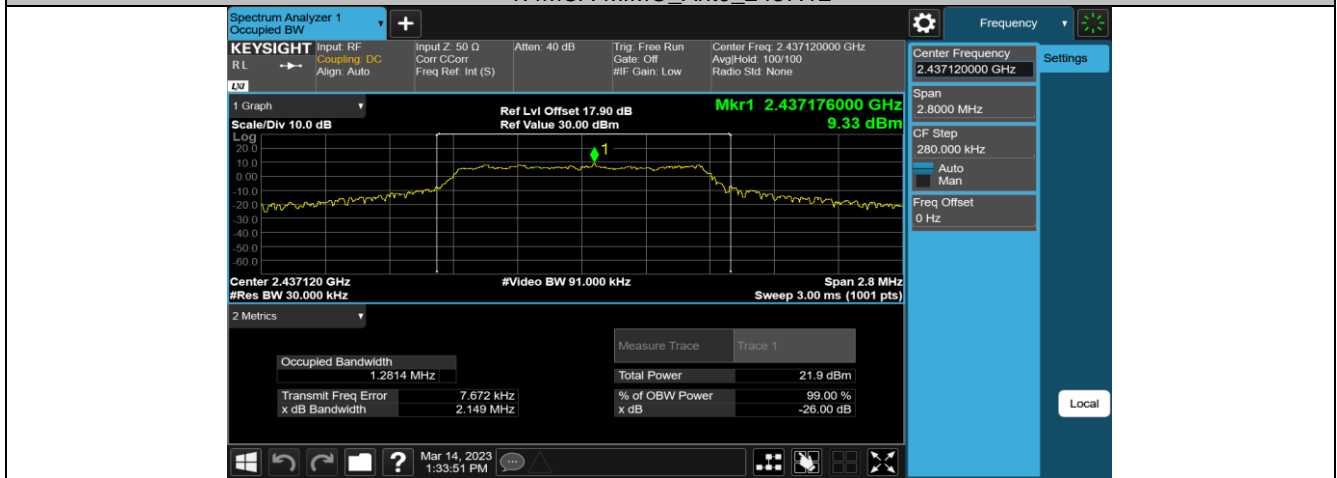 Spectrum Analyzer 1
Occupied BW
Frequency
KEYSIGHT
RL
LXI
Input: RF
Coupling: DC
Align: Auto
Input Z: 50 Ω
Corr CCorr
Freq Ref: Int (S)
Atten: 40 dB
Trig: Free Run
Gate: Off
#IF Gain: Low
Center Freq: 2.437120000 GHz
Avg|Hold: 100/100
Radio Std: None
Center Frequency
2.437120000 GHz
Settings
Span
2.8000 MHz
CF Step
280.000 kHz
Auto
Man
Freq Offset
0 Hz
1 Graph
Scale/Div 10.0 dB
Ref Lvl Offset 17.90 dB
Ref Value 30.00 dBm
Mkr1 2.437176000 GHz
9.33 dBm
Log
20.0
10.0
0.00
-10.0
-20.0
-30.0
-40.0
-50.0
-60.0
1
Center 2.437120 GHz
#Video BW 91.000 kHz
Span 2.8 MHz
#Res BW 30.000 kHz
Sweep 3.00 ms (1001 pts)
2 Metrics
Measure Trace
Trace 1
Occupied Bandwidth
1.2814 MHz
Total Power
21.9 dBm
Transmit Freq Error
7.672 kHz
% of OBW Power
99.00 %
x dB Bandwidth
2.149 MHz
x dB
-26.00 dB
Local
?
Mar 14, 2023
1:33:51 PM